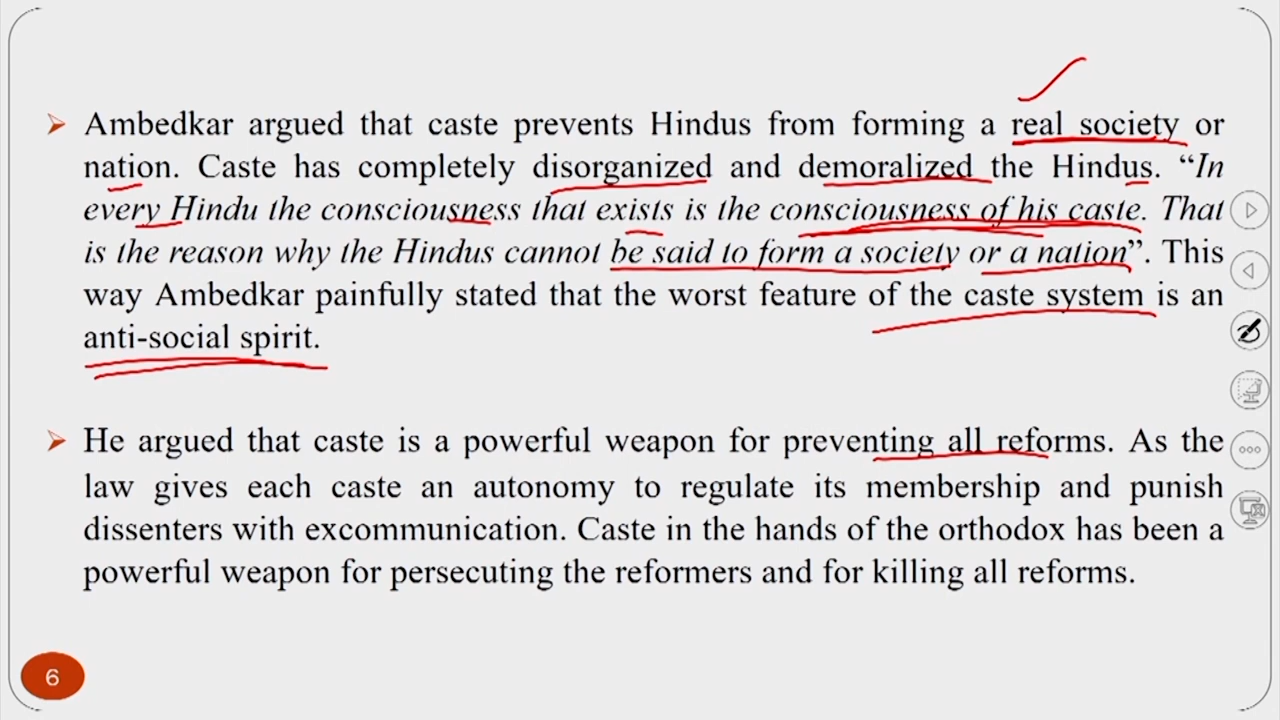 ➢ Ambedkar argued that caste prevents Hindus from forming a real society or
nation. Caste has completely disorganized and demoralized the Hindus. “In
every Hindu the consciousness that exists is the consciousness of his caste. That
is the reason why the Hindus cannot be said to form a society or a nation”. This
way Ambedkar painfully stated that the worst feature of the caste system is an
anti-social spirit.
➢ He argued that caste is a powerful weapon for preventing all reforms. As the
law gives each caste an autonomy to regulate its membership and punish
dissenters with excommunication. Caste in the hands of the orthodox has been a
powerful weapon for persecuting the reformers and for killing all reforms.
6